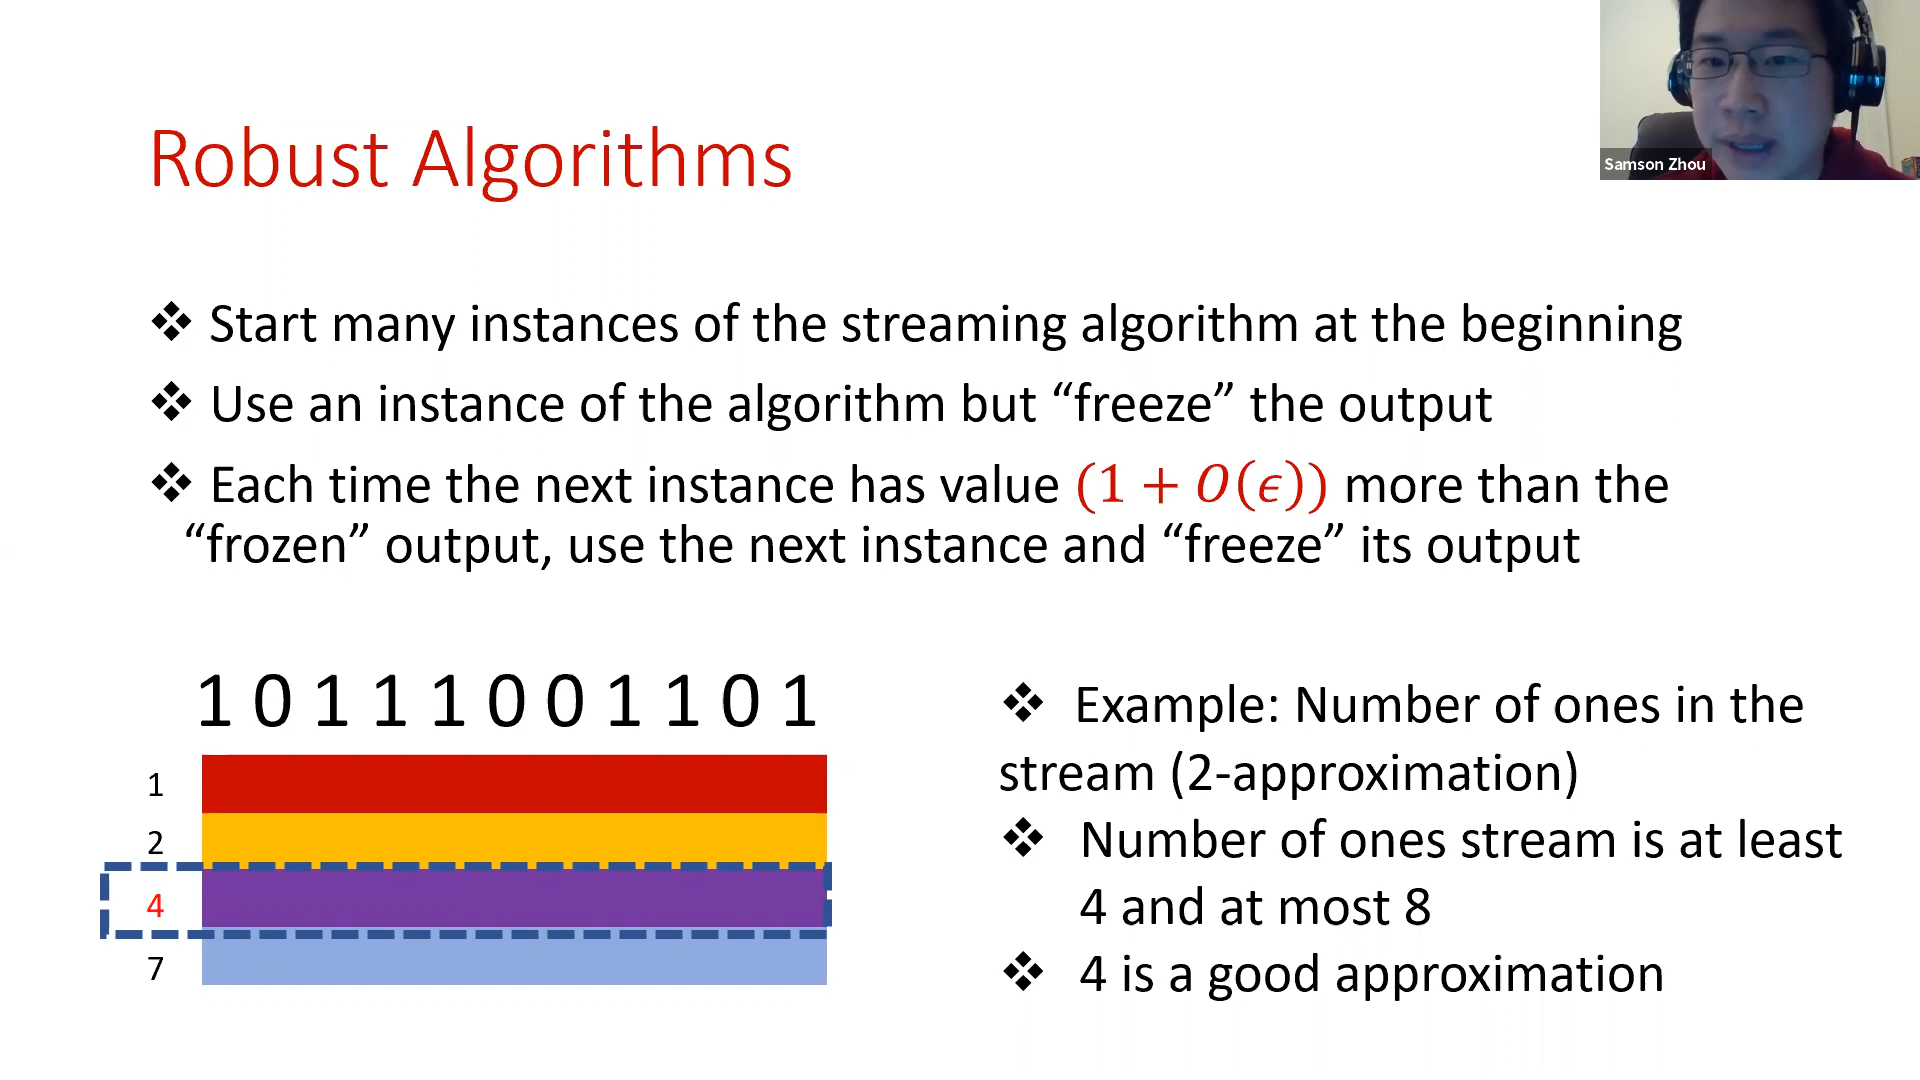 Samson Zhou
Robust Algorithms
❖ Start many instances of the streaming algorithm at the beginning
❖ Use an instance of the algorithm but “freeze” the output
❖ Each time the next instance has value (1 + O(ϵ)) more than the
“frozen” output, use the next instance and “freeze” its output
1 0 1 1 1 0 0 1 1 0 1
1
2
4
7
❖ Example: Number of ones in the
stream (2-approximation)
❖ Number of ones stream is at least
4 and at most 8
❖ 4 is a good approximation